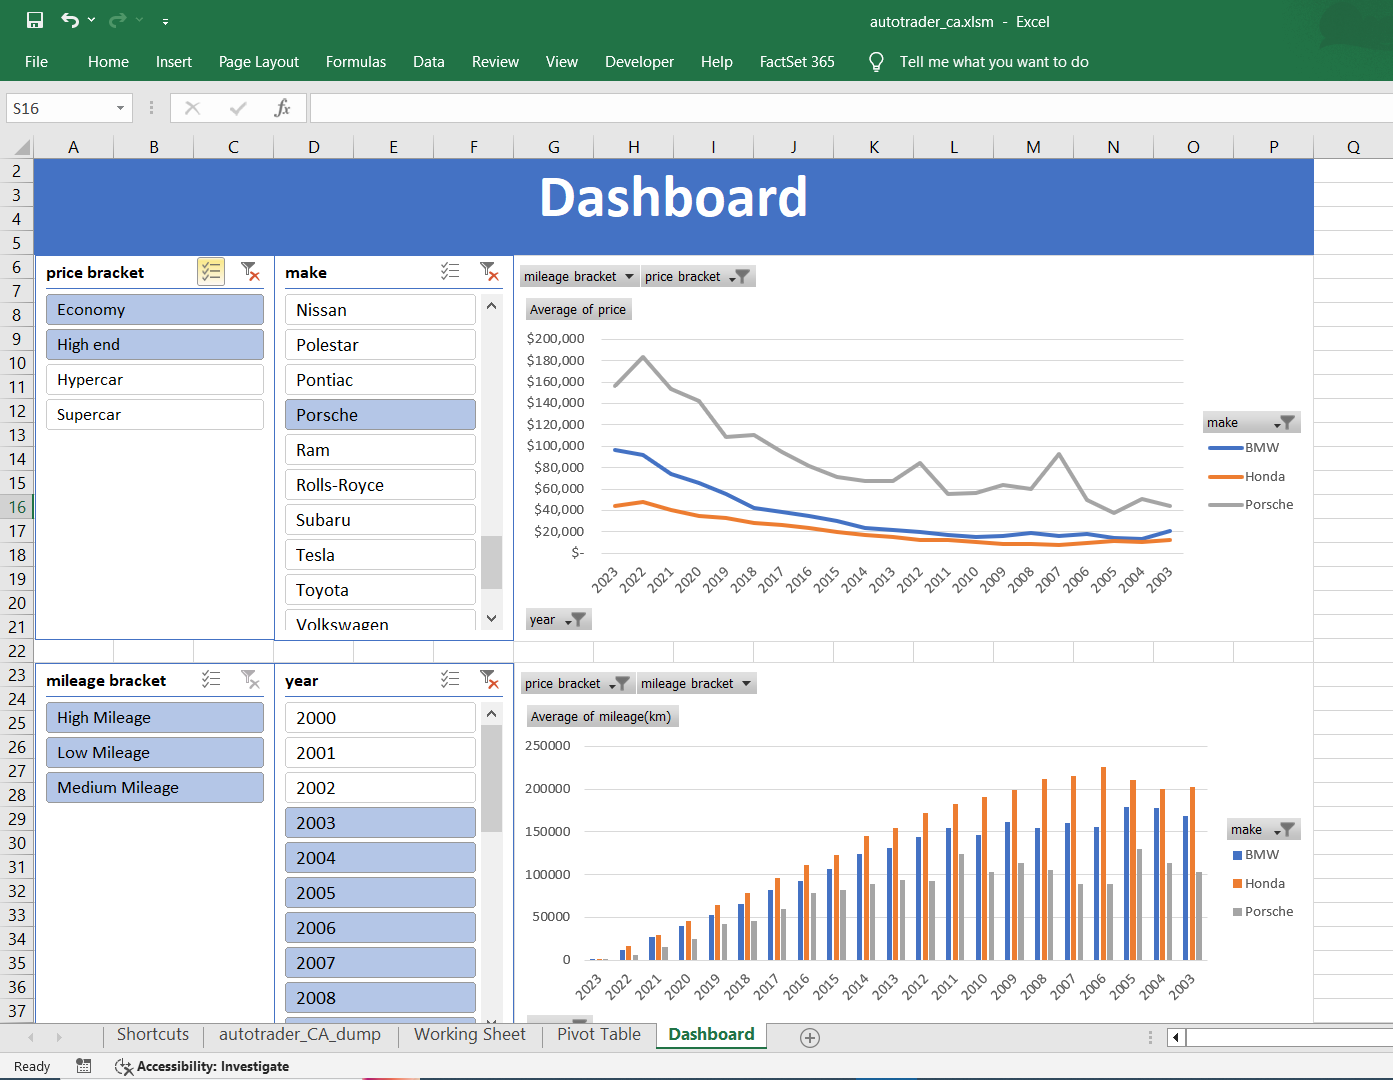 autotrader_ca.xlsm - Excel
File Home Insert Page Layout Formulas Data Review View Developer Help FactSet 365 Tell me what you want to do
S16 fx
A B C D E F G H I J K L M N O P Q
2
3
4
5
6
7
8
9
10
11
12
13
14
15
16
17
18
19
20
21
22
23
24
25
26
27
28
29
30
31
32
33
34
35
36
37
Dashboard
price bracket
Economy
High end
Hypercar
Supercar
make
Nissan
Polestar
Pontiac
Porsche
Ram
Rolls-Royce
Subaru
Tesla
Toyota
Volkswagen
mileage bracket price bracket
Average of price
$200,000
$180,000
$160,000
$140,000
$120,000
$100,000
$80,000
$60,000
$40,000
$20,000
$-
2023 2022 2021 2020 2019 2018 2017 2016 2015 2014 2013 2012 2011 2010 2009 2008 2007 2006 2005 2004 2003
year
make
BMW
Honda
Porsche
mileage bracket
High Mileage
Low Mileage
Medium Mileage
year
2000
2001
2002
2003
2004
2005
2006
2007
2008
price bracket mileage bracket
Average of mileage(km)
250000
200000
150000
100000
50000
0
2023 2022 2021 2020 2019 2018 2017 2016 2015 2014 2013 2012 2011 2010 2009 2008 2007 2006 2005 2004 2003
make
BMW
Honda
Porsche
Shortcuts autotrader_CA_dump Working Sheet Pivot Table Dashboard
Ready Accessibility: Investigate